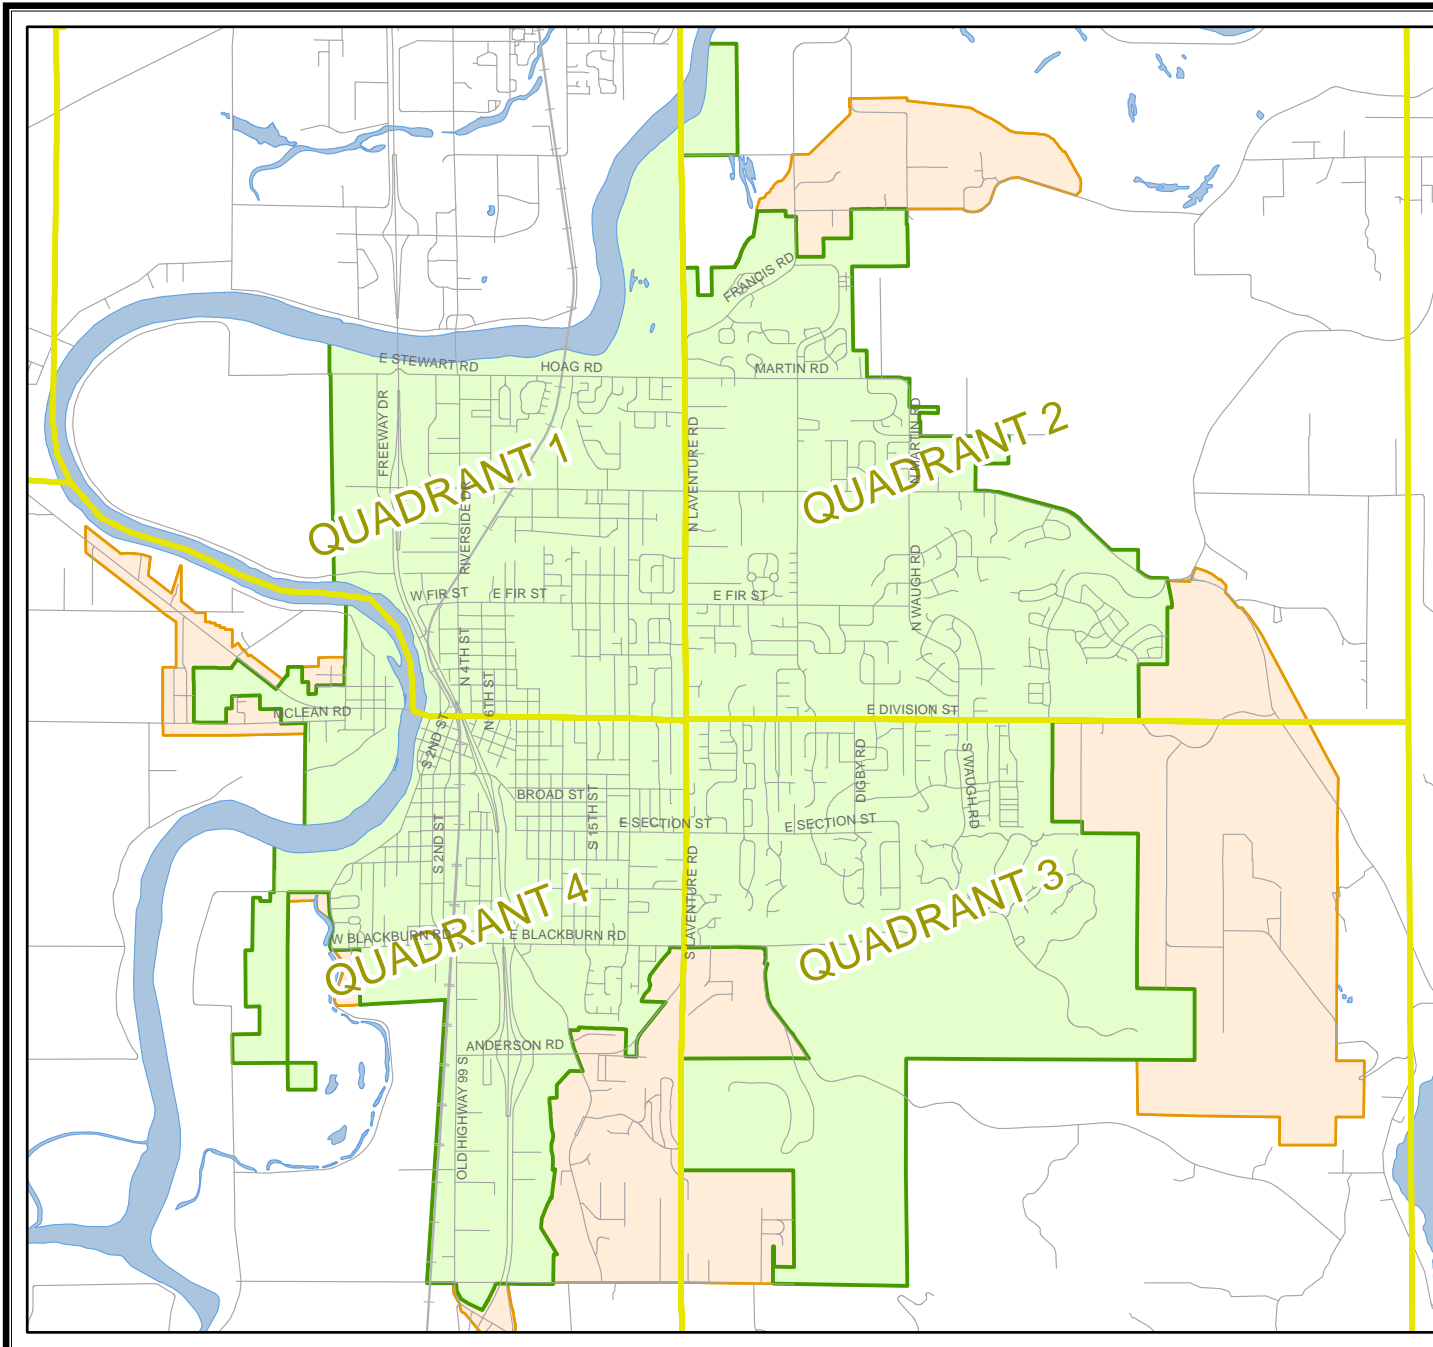 FRANCIS RD
E STEWART RD
HOAG RD
MARTIN RD
FREEWAY DR
N LAVENTURE RD
N MARTIN RD
QUADRANT 1
QUADRANT 2
RIVERSIDE DR
N WAUGH RD
W FIR ST
E FIR ST
E FIR ST
N 4TH ST
N 6TH ST
MCLEAN RD
E DIVISION ST
S 2ND ST
DIGBY RD
S WAUGH RD
BROAD ST
S 15TH ST
E SECTION ST
E SECTION ST
S 2ND ST
S LAVENTURE RD
QUADRANT 4
QUADRANT 3
W BLACKBURN RD
E BLACKBURN RD
ANDERSON RD
OLD HIGHWAY 99 S